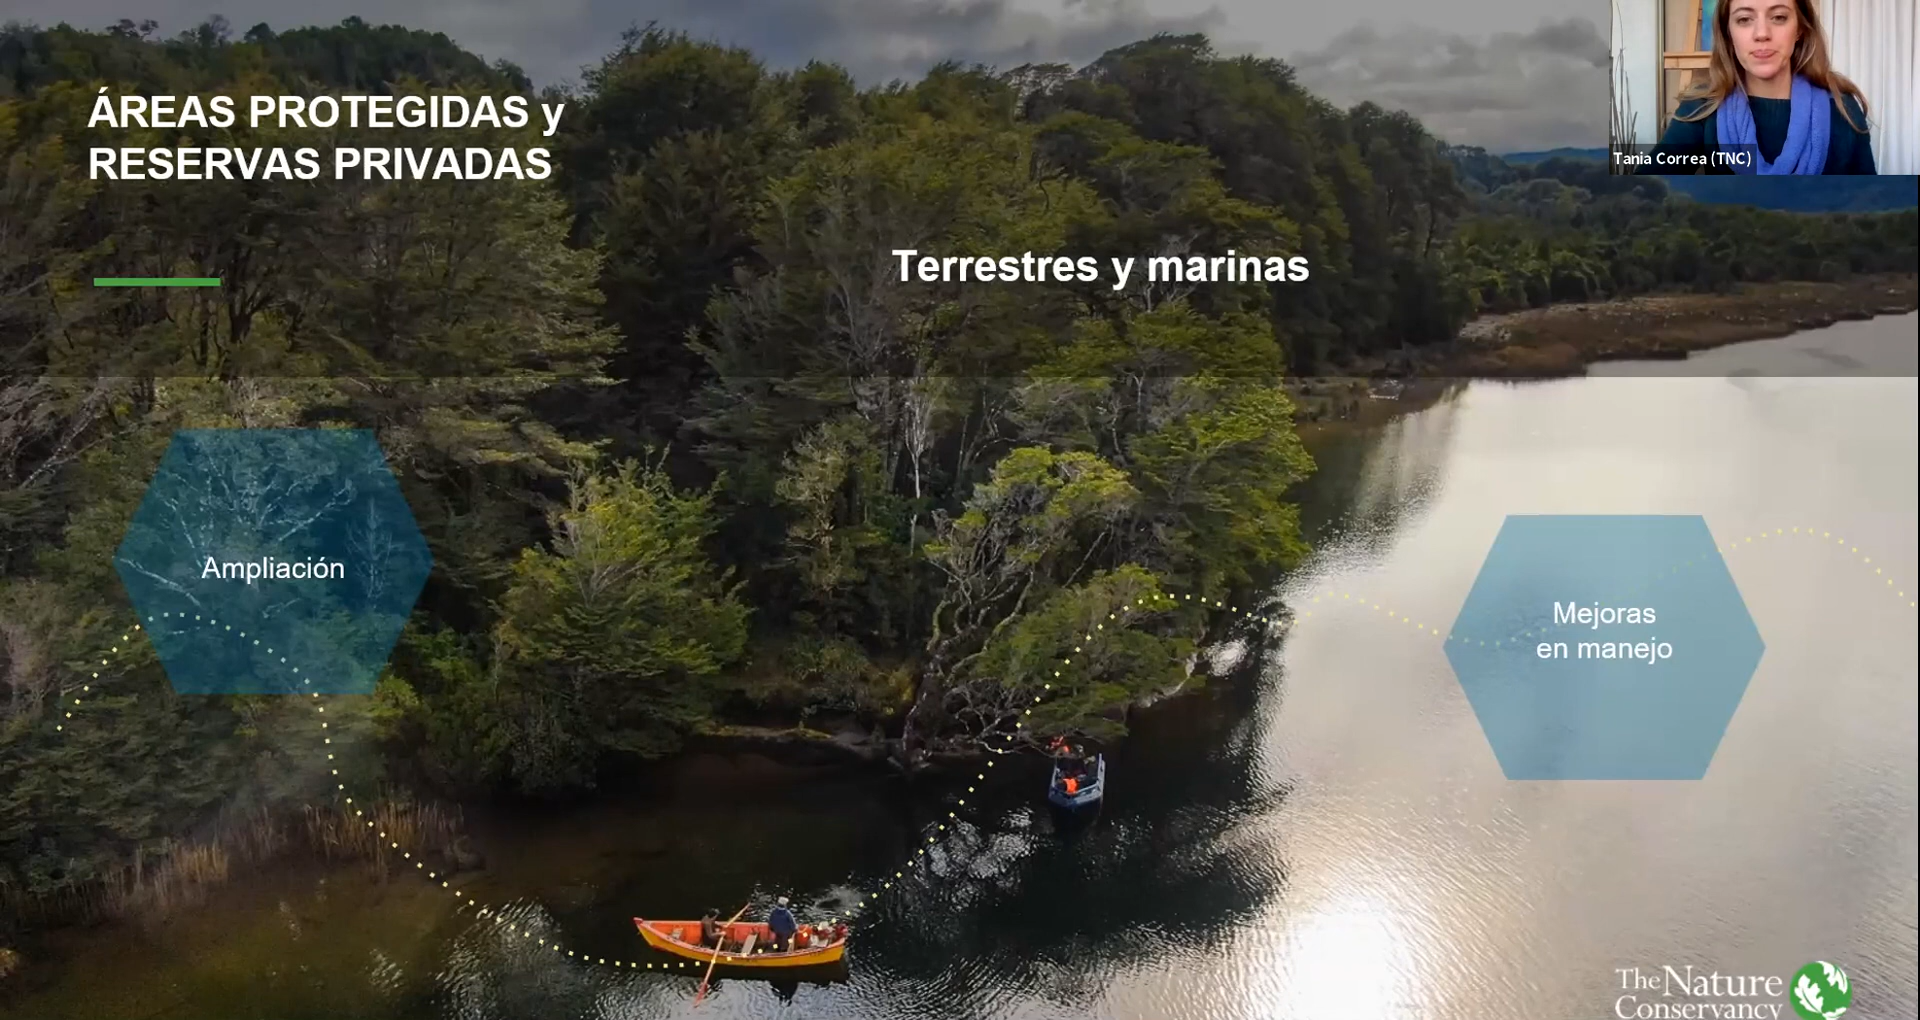 ÁREAS PROTEGIDAS y
RESERVAS PRIVADAS
Tania Correa (TNC)
Terrestres y marinas
Ampliación
Mejoras
en manejo
The Nature
Conservancy